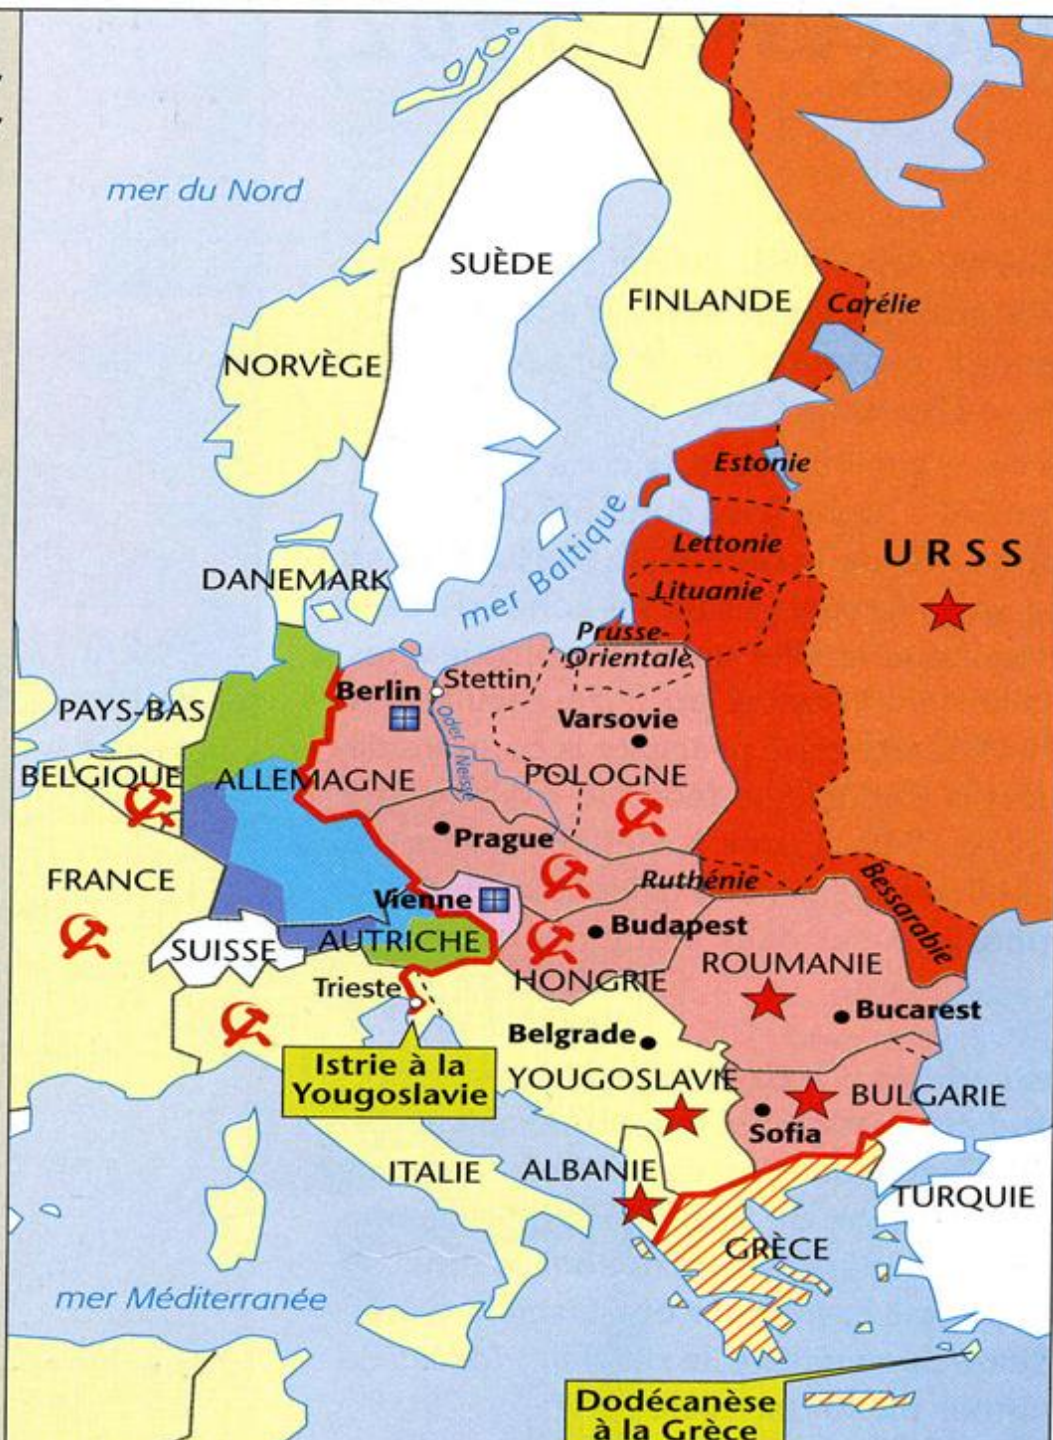 mer du Nord
SUÈDE
FINLANDE
Carélie
NORVÈGE
Estonie
mer Baltique
Lettonie
URSS
DANEMARK
Lituanie
Prusse-
Orientale
Stettin
Berlin
PAYS-BAS
Varsovie
Oder / Neisse
BELGIQUE
ALLEMAGNE
POLOGNE
Prague
FRANCE
Ruthénie
Bessarabie
Vienne
Budapest
SUISSE
AUTRICHE
ROUMANIE
HONGRIE
Trieste
Bucarest
Belgrade
Istrie à la
Yougoslavie
YOUGOSLAVIE
BULGARIE
Sofia
ITALIE
ALBANIE
TURQUIE
GRÈCE
mer Méditerranée
Dodécanèse
à la Grèce